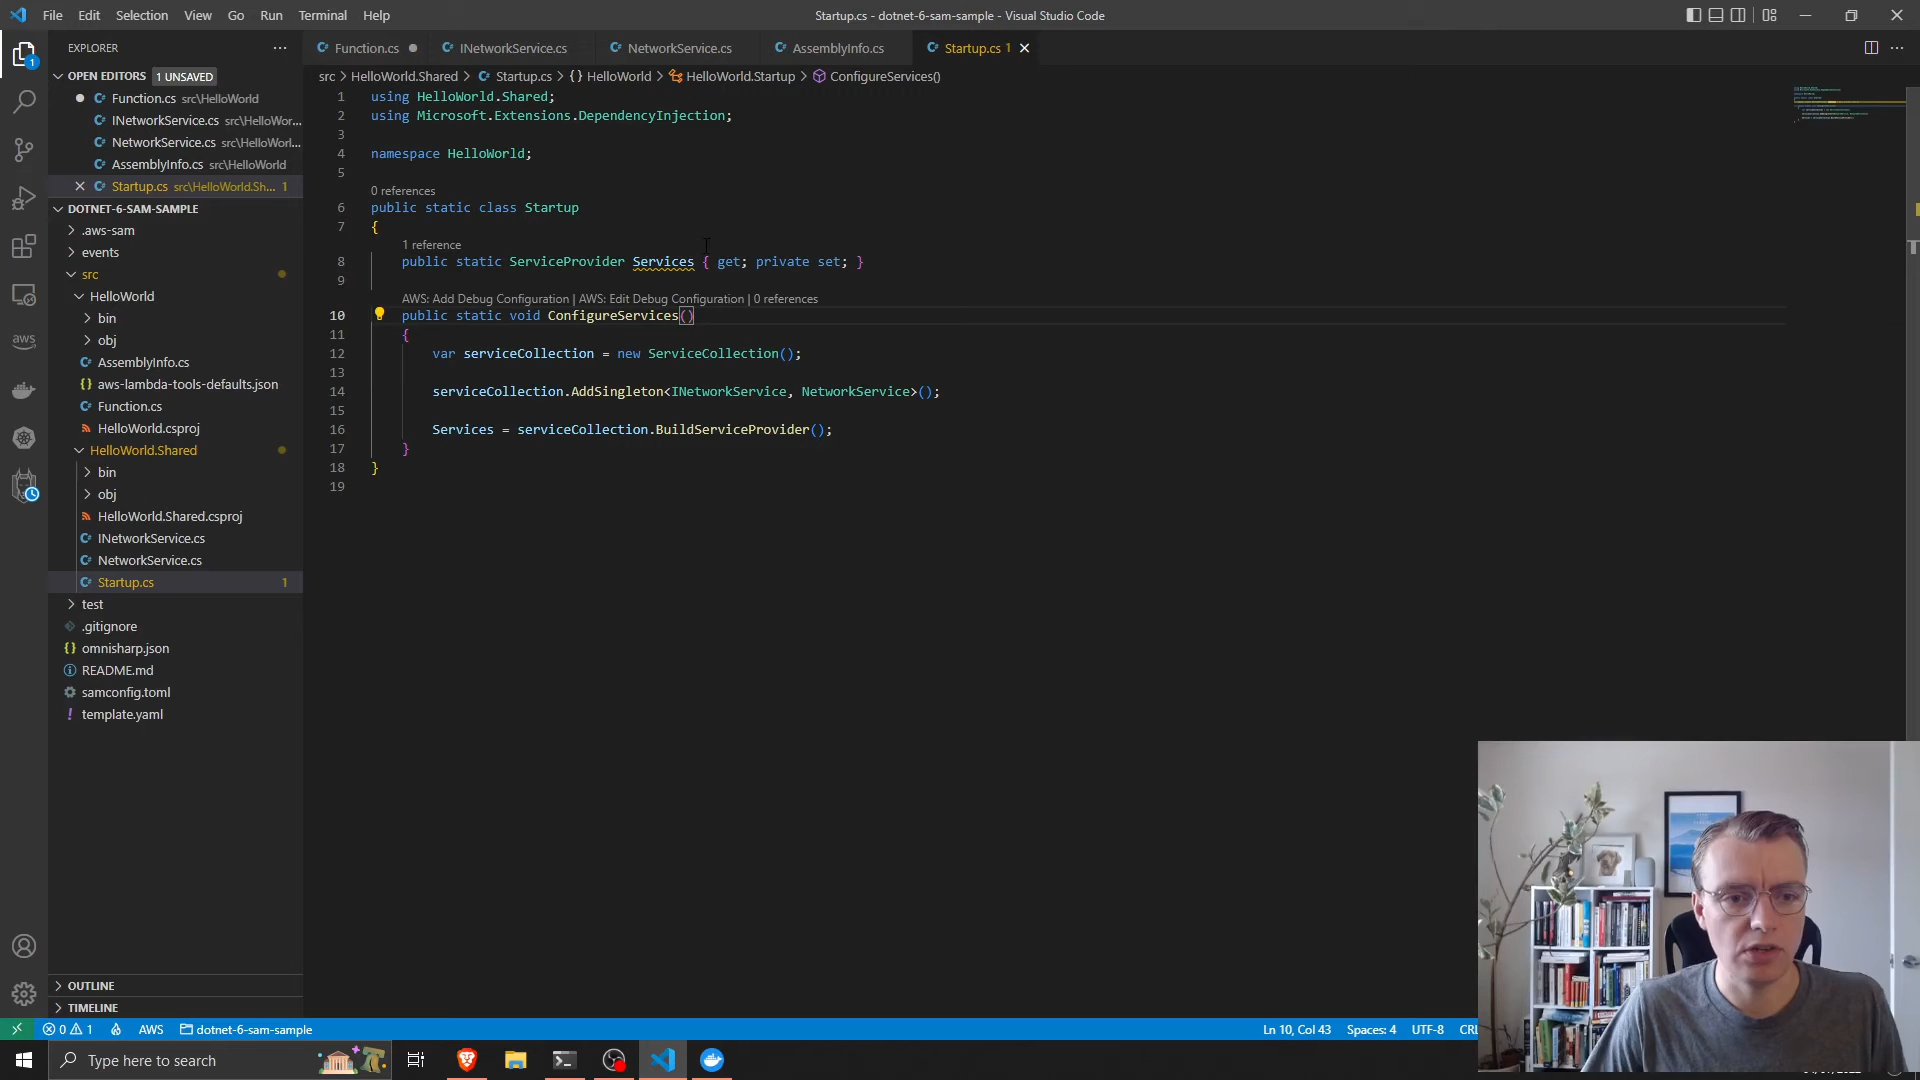 File Edit Selection View Go Run Terminal Help
Startup.cs - dotnet-6-sam-sample - Visual Studio Code
EXPLORER
OPEN EDITORS 1 UNSAVED
Function.cs src\HelloWorld
INetworkService.cs src\HelloWor...
NetworkService.cs src\HelloWorl...
AssemblyInfo.cs src\HelloWorld
Startup.cs src\HelloWorld.Sh... 1
DOTNET-6-SAM-SAMPLE
.aws-sam
events
src
HelloWorld
bin
obj
AssemblyInfo.cs
aws-lambda-tools-defaults.json
Function.cs
HelloWorld.csproj
HelloWorld.Shared
bin
obj
HelloWorld.Shared.csproj
INetworkService.cs
NetworkService.cs
Startup.cs 1
test
.gitignore
omnisharp.json
README.md
samconfig.toml
template.yaml
OUTLINE
TIMELINE
1
aws
Function.cs INetworkService.cs NetworkService.cs AssemblyInfo.cs Startup.cs 1
src > HelloWorld.Shared > Startup.cs > {} HelloWorld > HelloWorld.Startup > ConfigureServices()
1 using HelloWorld.Shared;
2 using Microsoft.Extensions.DependencyInjection;
3
4 namespace HelloWorld;
5
0 references
6 public static class Startup
7 {
1 reference
8 public static ServiceProvider Services { get; private set; }
9
AWS: Add Debug Configuration | AWS: Edit Debug Configuration | 0 references
10 public static void ConfigureServices()
11 {
12 var serviceCollection = new ServiceCollection();
13
14 serviceCollection.AddSingleton<INetworkService, NetworkService>();
15
16 Services = serviceCollection.BuildServiceProvider();
17 }
18 }
19
0 1 AWS dotnet-6-sam-sample
Ln 10, Col 43 Spaces: 4 UTF-8 CRL
Type here to search